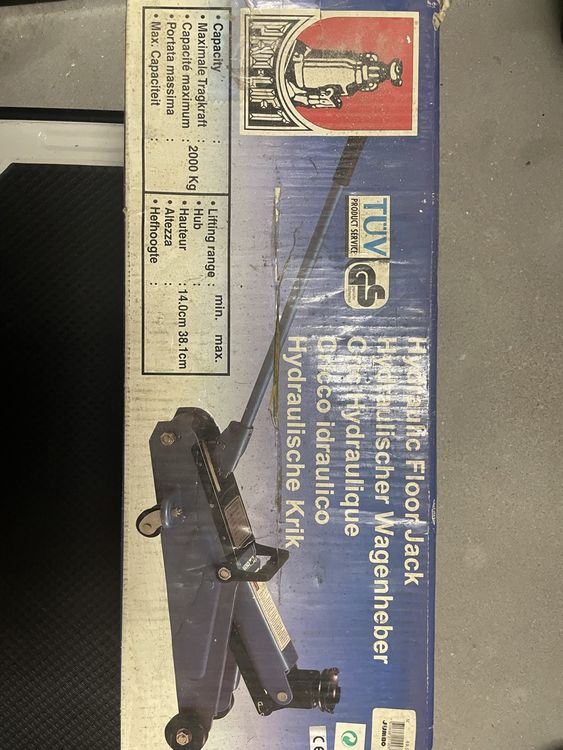 • Capacity :
• Maximale Tragkraft :
• Capacité maximum : 2000 Kg
• Portata massima :
• Max. Capaciteit :
• Lifting range : min. max.
• Hub :
• Hauteur : 14.0cm 38.1cm
• Altezza :
• Hefhoogte :
TÜV
PRODUCT SERVICE
GS
Hydraulic Floor Jack
Hydraulischer Wagenheber
Cric Hydraulique
Cricco idraulico
Hydraulische Krik
CE
JUMBO